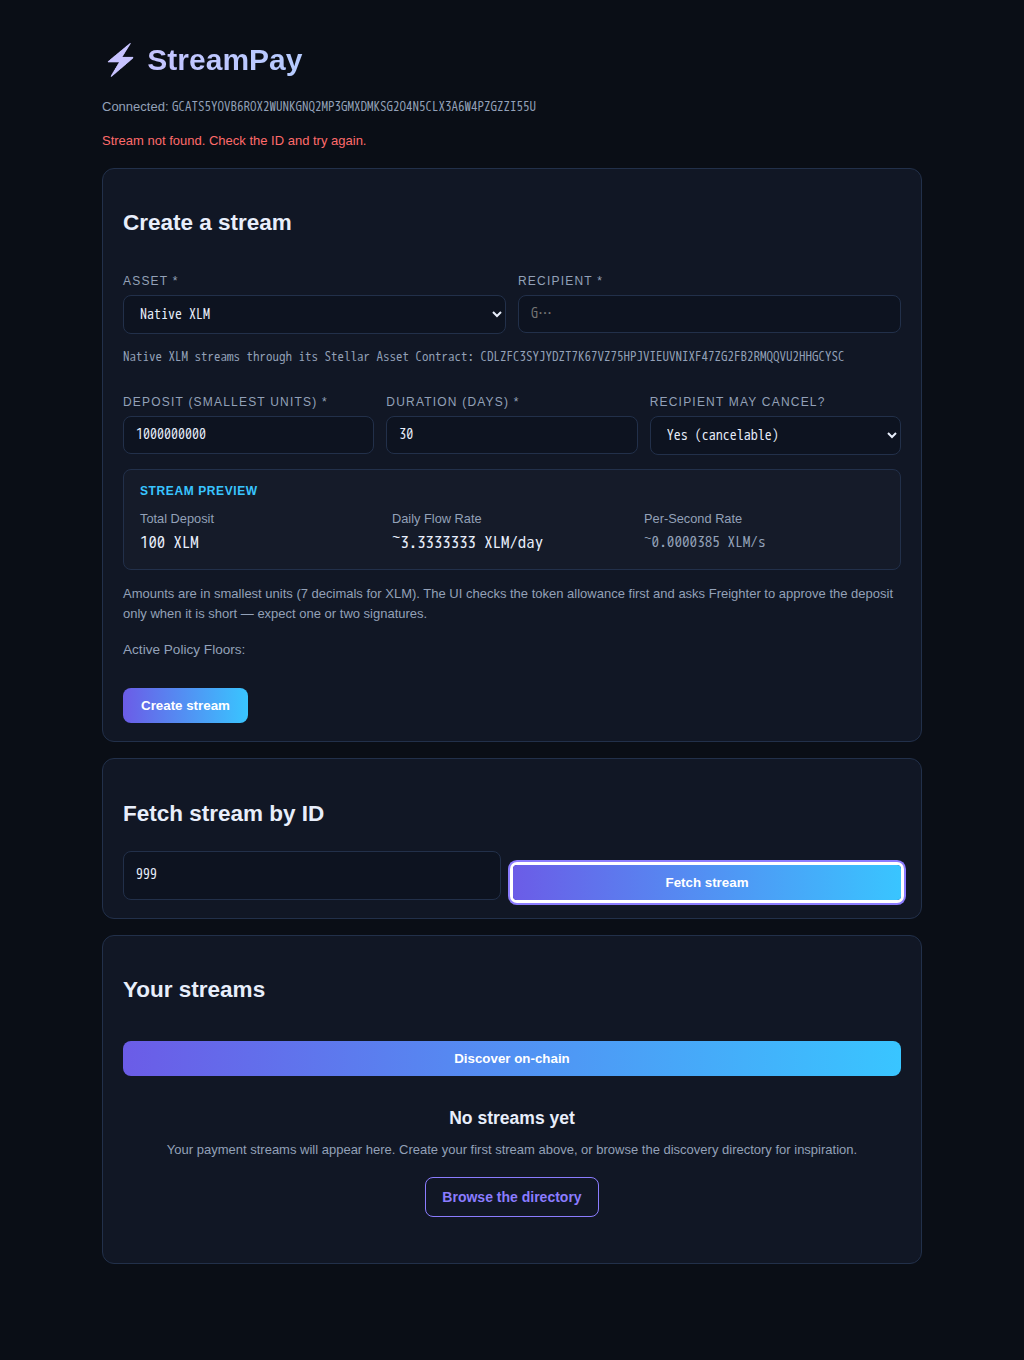 ⚡ StreamPay
Connected: GCATS5YOVB6ROX2WUNKGNQ2MP3GMXDMKSG2O4N5CLX3A6W4PZGZZI55U
Stream not found. Check the ID and try again.
Create a stream
ASSET * RECIPIENT *
Native XLM G…
Native XLM streams through its Stellar Asset Contract: CDLZFC3SYJYDZT7K67VZ75HPJVIEUVNIXF47ZG2FB2RMQQVU2HHGCYSC
DEPOSIT (SMALLEST UNITS) * DURATION (DAYS) * RECIPIENT MAY CANCEL?
1000000000 30 Yes (cancelable)
STREAM PREVIEW
Total Deposit Daily Flow Rate Per-Second Rate
100 XLM ~3.3333333 XLM/day ~0.0000385 XLM/s
Amounts are in smallest units (7 decimals for XLM). The UI checks the token allowance first and asks Freighter to approve the deposit
only when it is short — expect one or two signatures.
Active Policy Floors:
Create stream
Fetch stream by ID
999 Fetch stream
Your streams
Discover on-chain
No streams yet
Your payment streams will appear here. Create your first stream above, or browse the discovery directory for inspiration.
Browse the directory